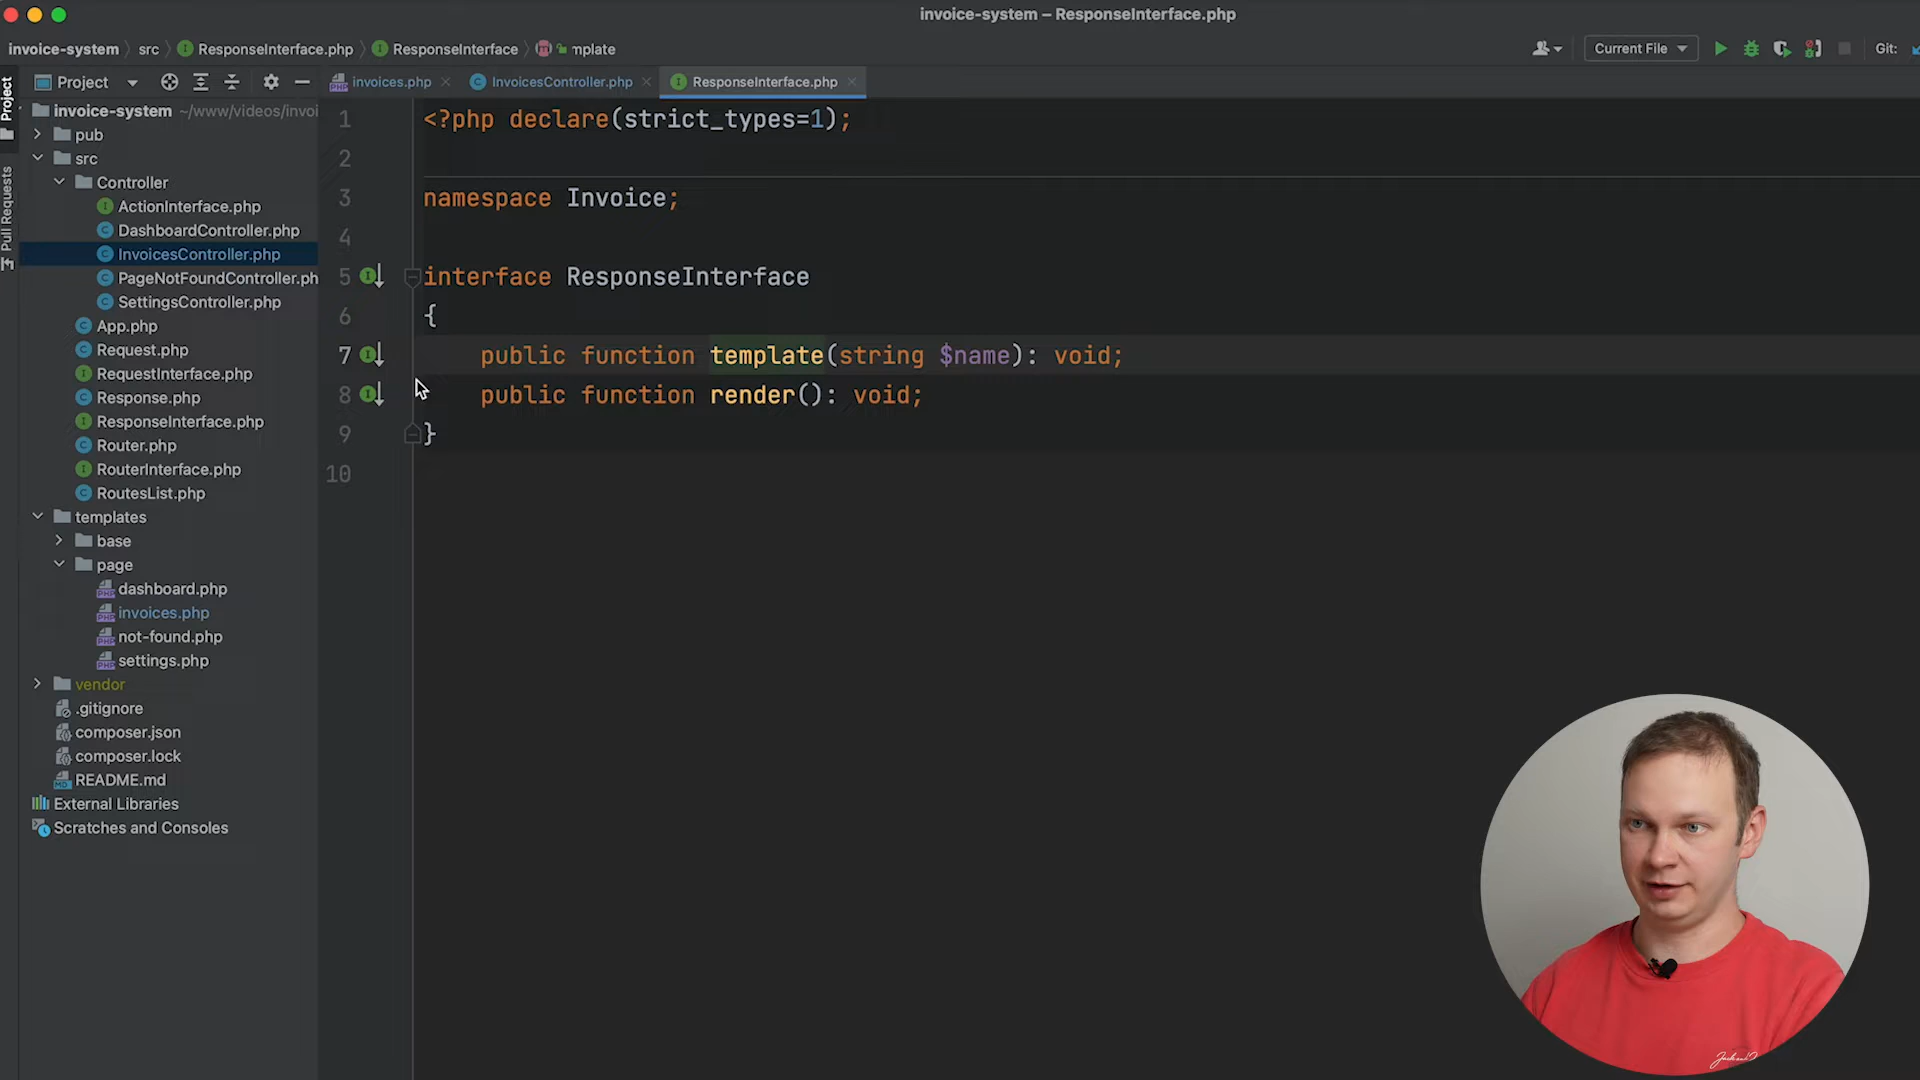 invoice-system – ResponseInterface.php
invoice-system src ResponseInterface.php ResponseInterface mplate
Current File
Git:
Project
Pull Requests
Project
invoices.php
InvoicesController.php
ResponseInterface.php
invoice-system ~/www/videos/invoi
pub
src
Controller
ActionInterface.php
DashboardController.php
InvoicesController.php
PageNotFoundController.ph
SettingsController.php
App.php
Request.php
RequestInterface.php
Response.php
ResponseInterface.php
Router.php
RouterInterface.php
RoutesList.php
templates
base
page
dashboard.php
invoices.php
not-found.php
settings.php
vendor
.gitignore
composer.json
composer.lock
README.md
External Libraries
Scratches and Consoles
1 <?php declare(strict_types=1);
2
3 namespace Invoice;
4
5 interface ResponseInterface
6 {
7 public function template(string $name): void;
8 public function render(): void;
9 }
10